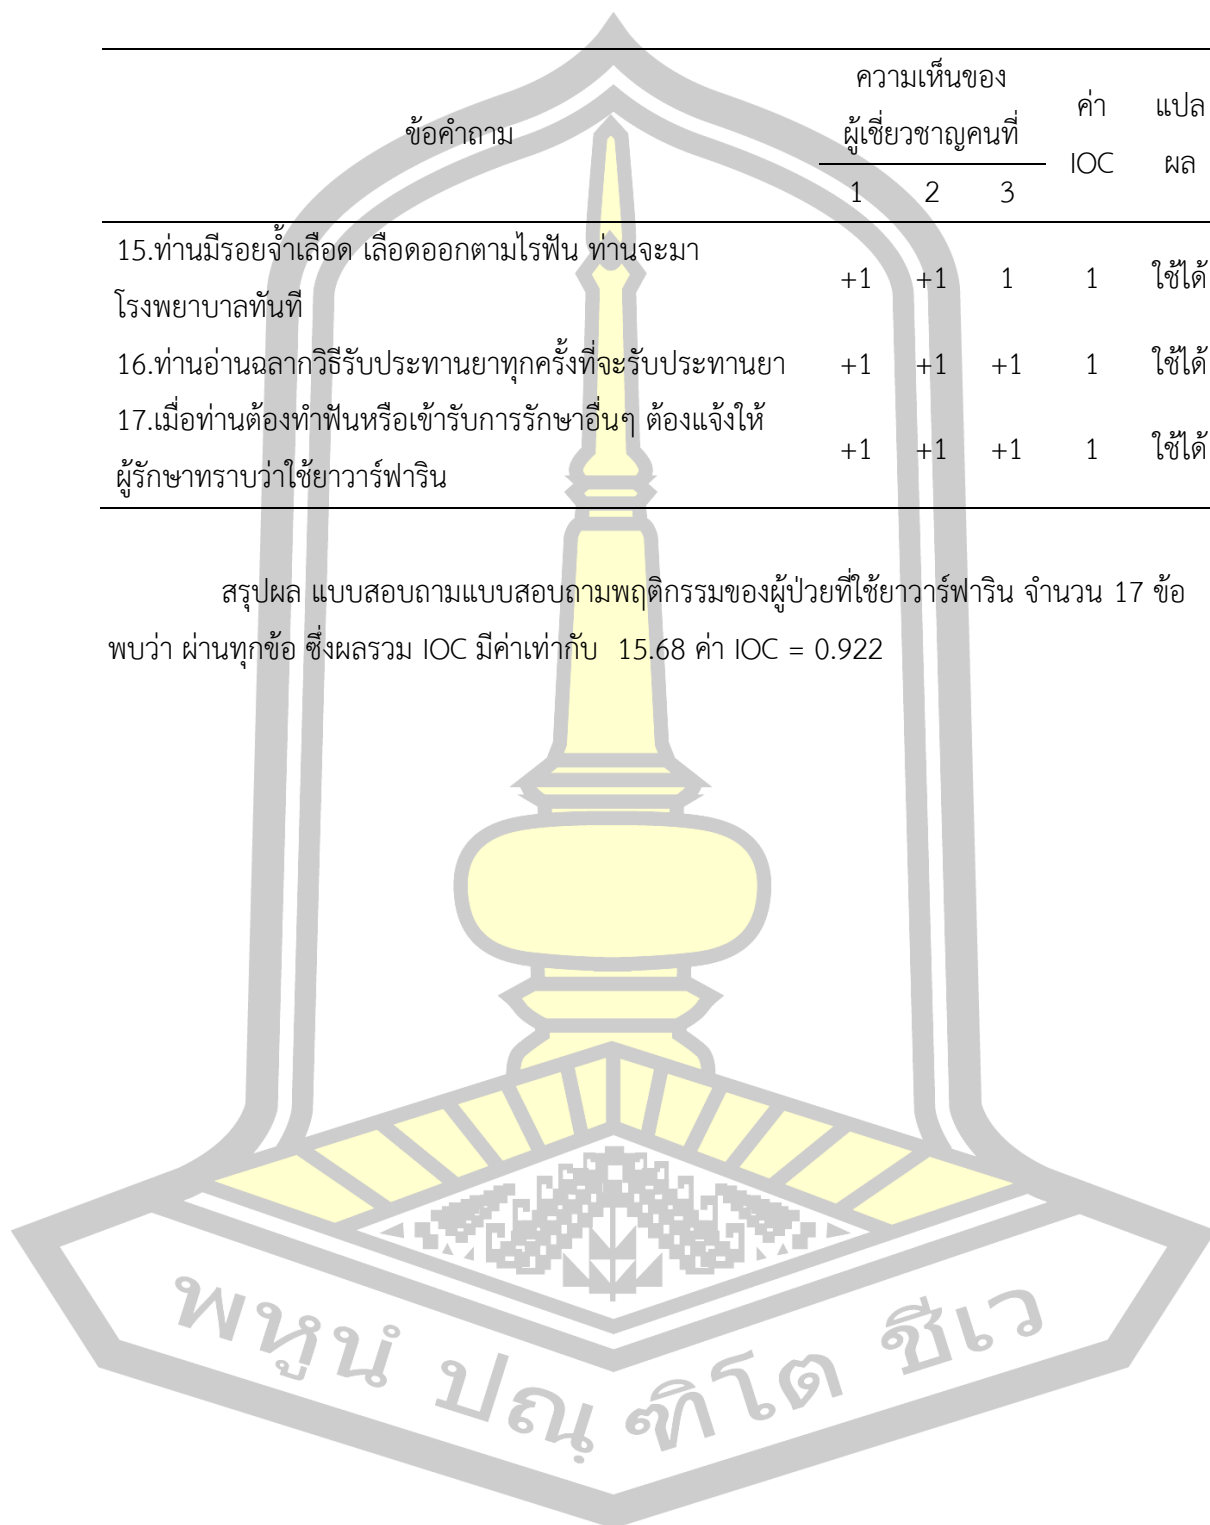 ข้อคำถาม ความเห็นของ ค่า แปล
ผู้เชี่ยวชาญคนที่ IOC ผล
1 2 3
15.ท่านมีรอยจ้ำเลือด เลือดออกตามไรฟัน ท่านจะมา
โรงพยาบาลทันที +1 +1 1 1 ใช้ได้
16.ท่านอ่านฉลากวิธีรับประทานยาทุกครั้งที่จะรับประทานยา +1 +1 +1 1 ใช้ได้
17.เมื่อท่านต้องทำฟันหรือเข้ารับการรักษาอื่นๆ ต้องแจ้งให้
ผู้รักษาทราบว่าใช้ยาวาร์ฟาริน +1 +1 +1 1 ใช้ได้
สรุปผล แบบสอบถามแบบสอบถามพฤติกรรมของผู้ป่วยที่ใช้ยาวาร์ฟาริน จำนวน 17 ข้อ
พบว่า ผ่านทุกข้อ ซึ่งผลรวม IOC มีค่าเท่ากับ 15.68 ค่า IOC = 0.922
พหูนํ ปณฺฑิโต ชีเว